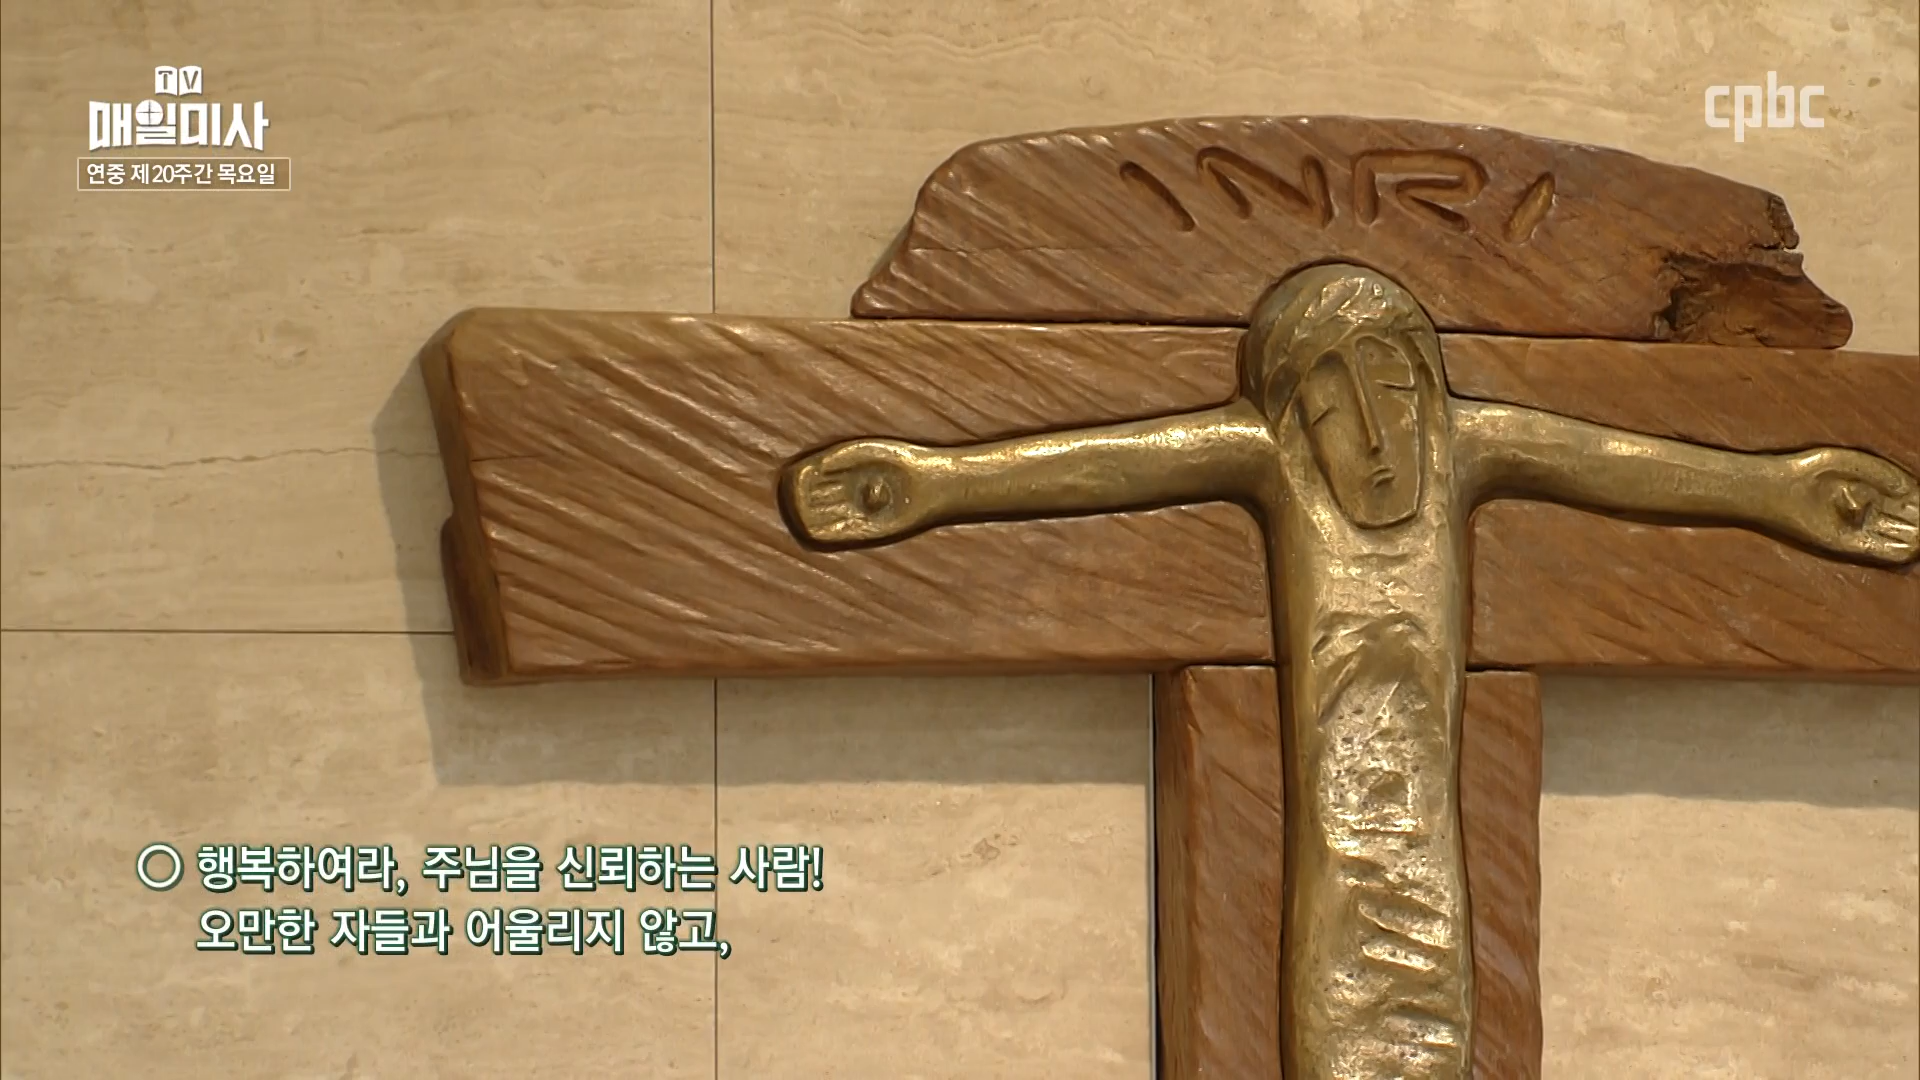 TV
매일미사
연중 제20주간 목요일
cpbc
INRI
○ 행복하여라, 주님을 신뢰하는 사람!
오만한 자들과 어울리지 않고,